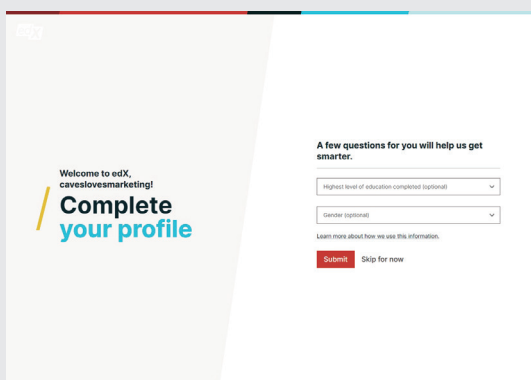 Welcome to edX,
caveslovesmarketing!
Complete
your profile
A few questions for you will help us get
smarter.
Highest level of education completed (optional)
Gender (optional)
Learn more about how we use this information.
Submit Skip for now